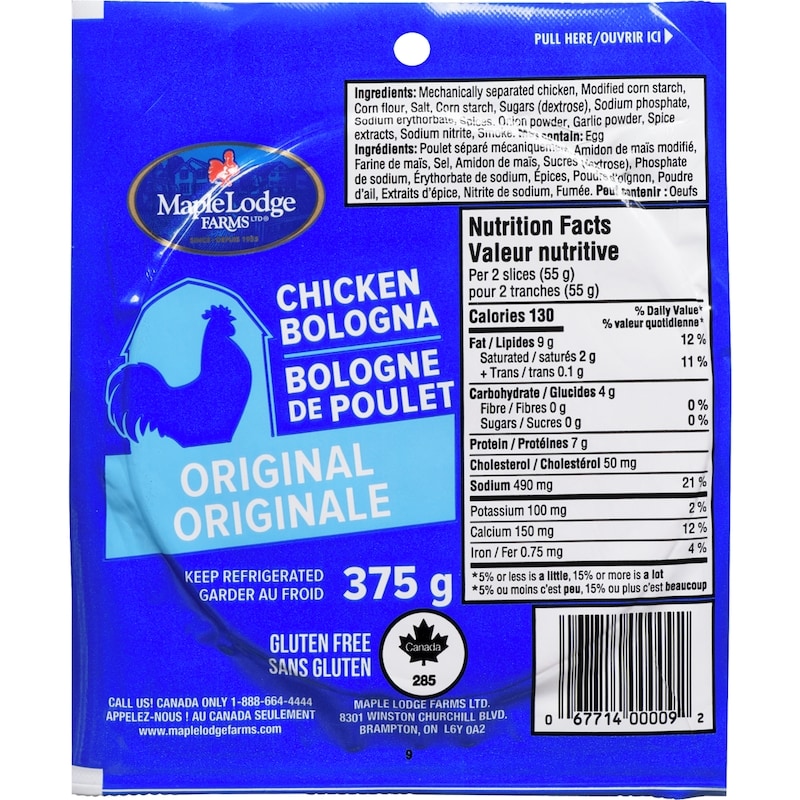 PULL HERE/OUVRIR ICI
Ingredients: Mechanically separated chicken, Modified corn starch,
Corn flour, Salt, Corn starch, Sugars (dextrose), Sodium phosphate,
Sodium erythorbate, Spices, Onion powder, Garlic powder, Spice
extracts, Sodium nitrite, Smoke. May contain: Egg
Ingrédients: Poulet séparé mécaniquement, Amidon de maïs modifié,
Farine de maïs, Sel, Amidon de maïs, Sucres (dextrose), Phosphate
de sodium, Érythorbate de sodium, Épices, Poudre d'oignon, Poudre
d'ail, Extraits d'épice, Nitrite de sodium, Fumée. Peut contenir : Oeufs
Maple Lodge
FARMS LTD®
SINCE • DEPUIS 1955
CHICKEN
BOLOGNA
BOLOGNE
DE POULET
ORIGINAL
ORIGINALE
KEEP REFRIGERATED
GARDER AU FROID
375 g
Nutrition Facts
Valeur nutritive
Per 2 slices (55 g)
pour 2 tranches (55 g)
Calories 130
% Daily Value*
% valeur quotidienne*
Fat / Lipides 9 g 12 %
Saturated / saturés 2 g
+ Trans / trans 0.1 g 11 %
Carbohydrate / Glucides 4 g
Fibre / Fibres 0 g 0 %
Sugars / Sucres 0 g 0 %
Protein / Protéines 7 g
Cholesterol / Cholestérol 50 mg
Sodium 490 mg 21 %
Potassium 100 mg 2 %
Calcium 150 mg 12 %
Iron / Fer 0.75 mg 4 %
*5% or less is a little, 15% or more is a lot
*5% ou moins c'est peu, 15% ou plus c'est beaucoup
GLUTEN FREE
SANS GLUTEN
Canada
285
CALL US! CANADA ONLY 1-888-664-4444
APPELEZ-NOUS ! AU CANADA SEULEMENT
www.maplelodgefarms.com
MAPLE LODGE FARMS LTD.
8301 WINSTON CHURCHILL BLVD.
BRAMPTON, ON L6Y 0A2
0 67714 00009 2
9